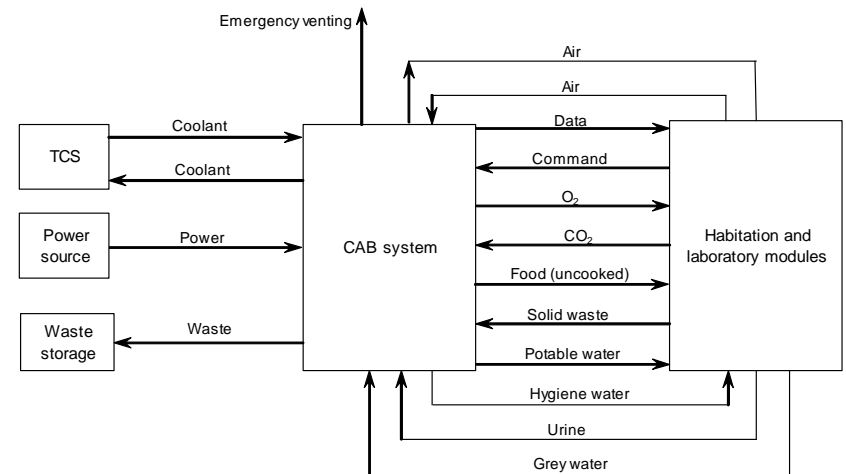 Emergency venting
Air
Air
TCS
Coolant
Coolant
Power
source
Power
Waste
storage
Waste
CAB system
Data
Command
O₂
CO₂
Food (uncooked)
Solid waste
Potable water
Habitation and
laboratory modules
Hygiene water
Urine
Grey water